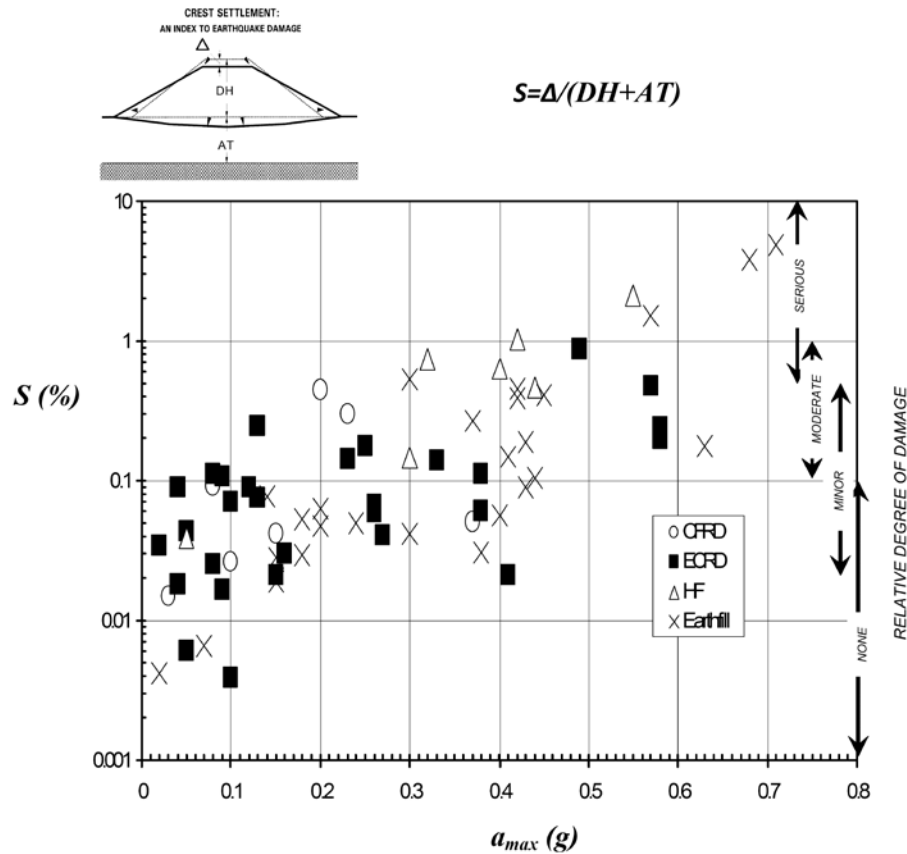 CREST SETTLEMENT:
AN INDEX TO EARTHQUAKE DAMAGE
Δ
DH
AT
S=Δ/(DH+AT)
10
1
0.1
0.01
0.001
S (%)
0
0.1
0.2
0.3
0.4
0.5
0.6
0.7
0.8
a_max (g)
CFRD
ECRD
HF
Earthfill
SERIOUS
MODERATE
MINOR
NONE
RELATIVE DEGREE OF DAMAGE